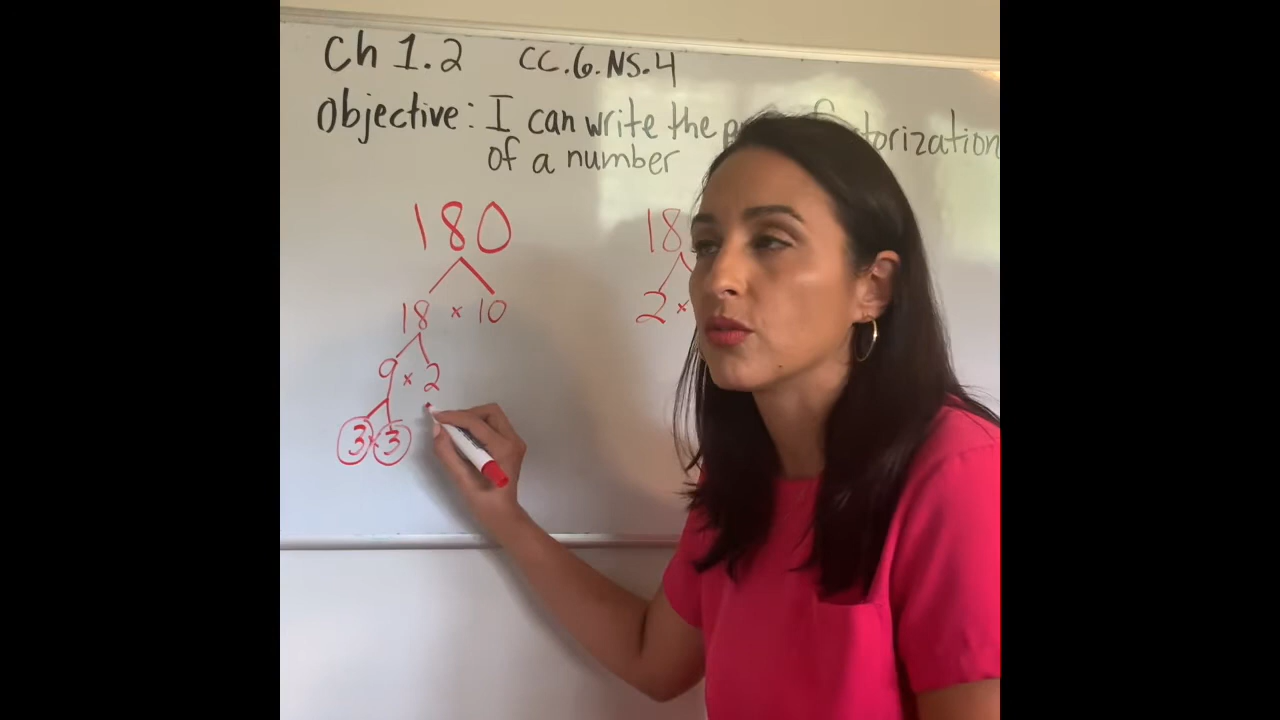 Ch 1.2 CC.6.NS.4
Objective: I can write the
of a number
180 18
18 × 10 2 ×
9 × 2
3 × 3